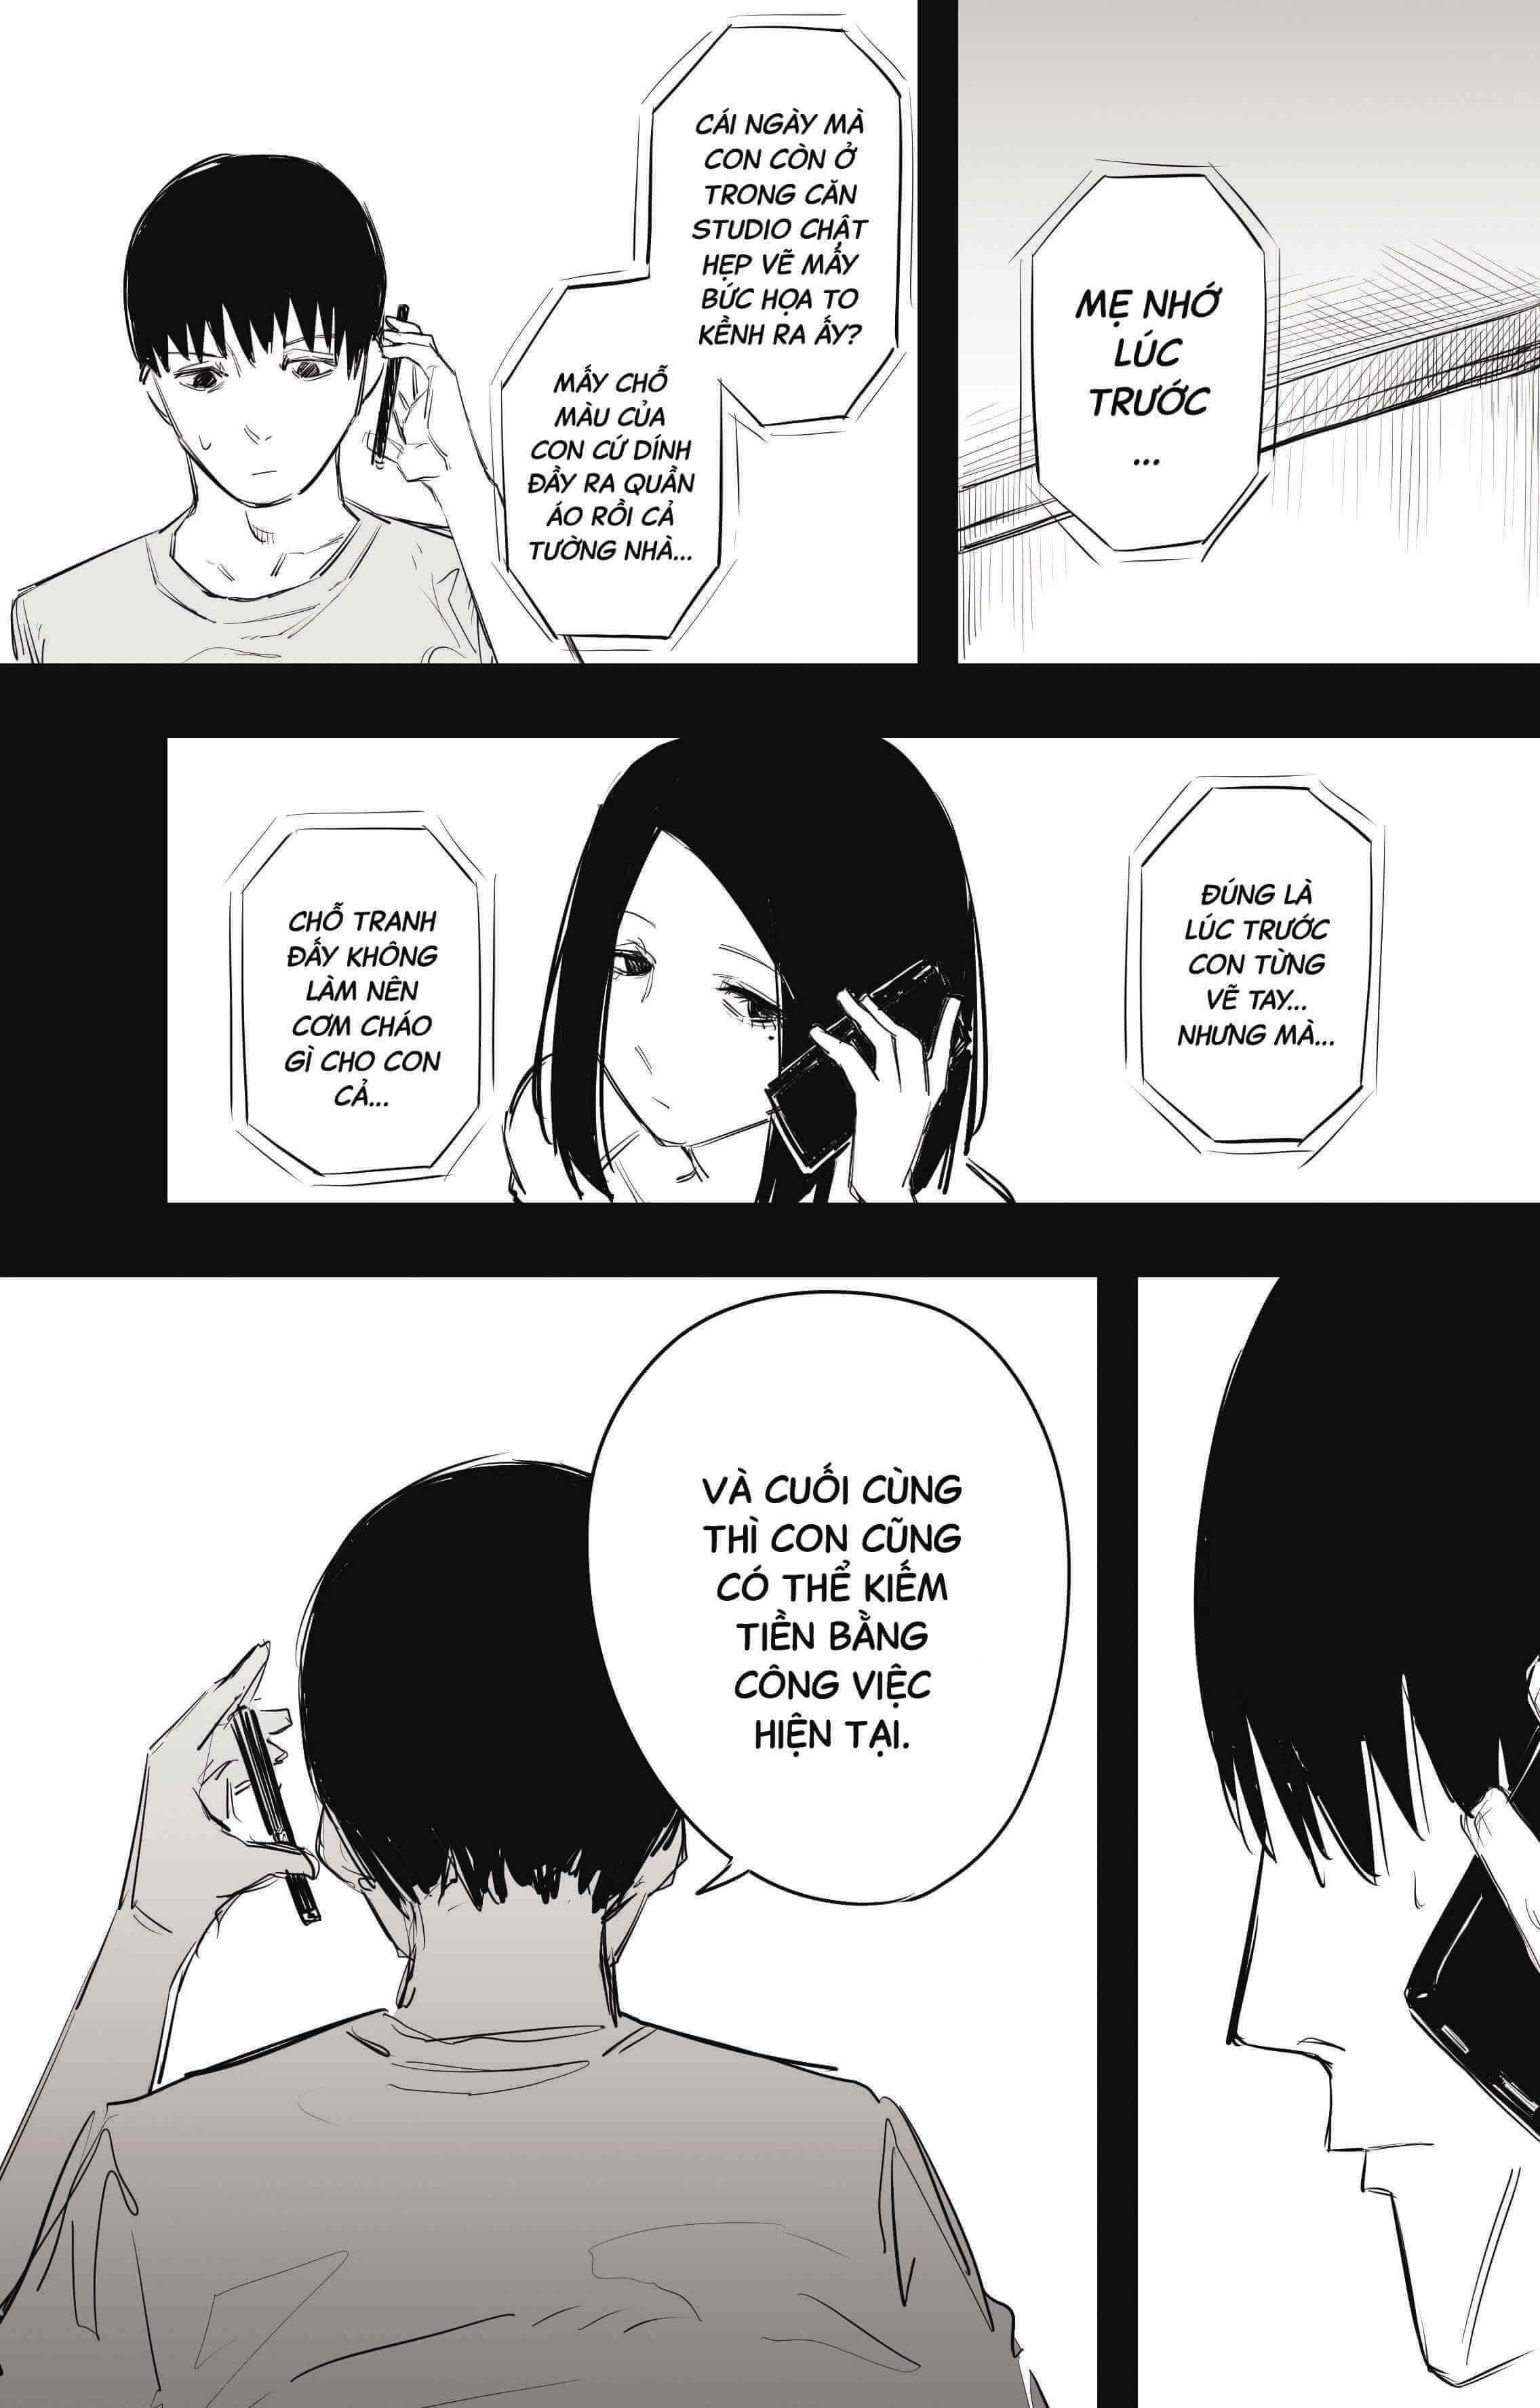 MẸ NHỚ
LÚC
TRƯỚC
...
CÁI NGÀY MÀ
CON CÒN Ở
TRONG CĂN
STUDIO CHẬT
HẸP VẼ MẤY
BỨC HỌA TO
KỀNH RA ẤY?
MẤY CHỖ
MÀU CỦA
CON CỨ DÍNH
ĐẦY RA QUẦN
ÁO RỒI CẢ
TƯỜNG NHÀ...
ĐÚNG LÀ
LÚC TRƯỚC
CON TỪNG
VẼ TAY...
NHƯNG MÀ...
CHỖ TRANH
ĐẤY KHÔNG
LÀM NÊN
CƠM CHÁO
GÌ CHO CON
CẢ...
VÀ CUỐI CÙNG
THÌ CON CŨNG
CÓ THỂ KIẾM
TIỀN BẰNG
CÔNG VIỆC
HIỆN TẠI.